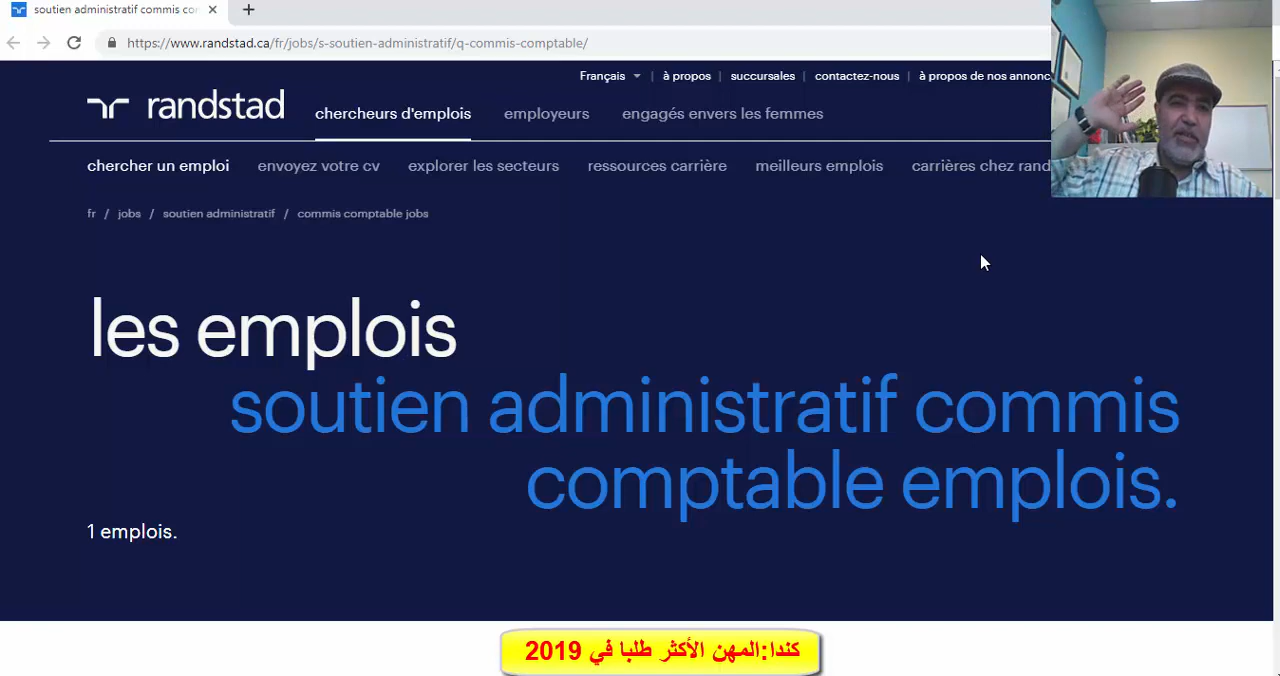 soutien administratif commis co
https://www.randstad.ca/fr/jobs/s-soutien-administratif/q-commis-comptable/
Français | à propos | succursales | contactez-nous | à propos de nos annonc
randstad chercheurs d'emplois employeurs engagés envers les femmes
chercher un emploi envoyez votre cv explorer les secteurs ressources carrière meilleurs emplois carrières chez rand
fr / jobs / soutien administratif / commis comptable jobs
les emplois
soutien administratif commis
comptable emplois.
1 emplois.
كندا:المهن الأكثر طلبا في 2019